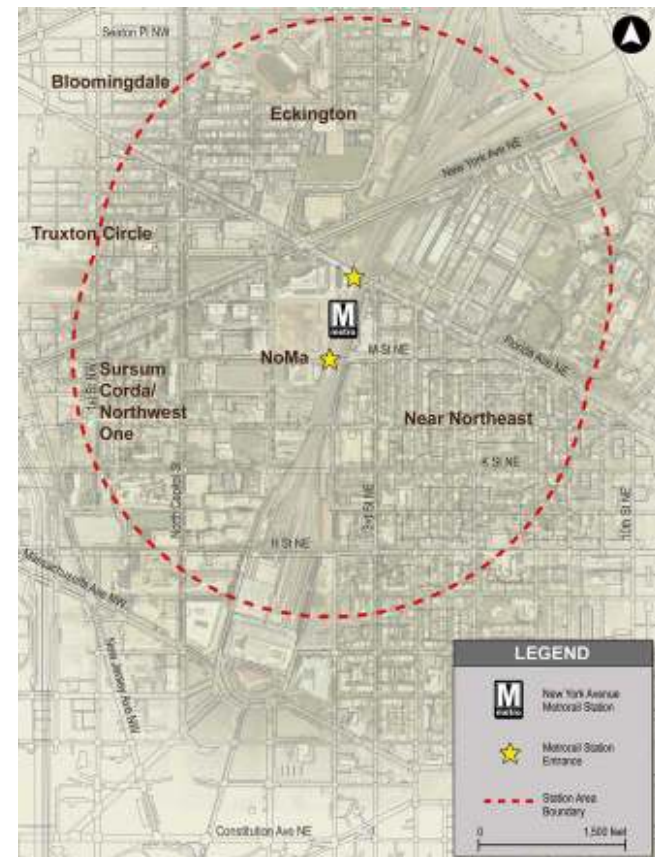 Seaton Pl NW
Bloomingdale
Eckington
New York Ave NE
Truxton Circle
M
metro
Florida Ave NE
M St NE
NoMa
1st St NW
Sursum
Corda/
Northwest
One
Near Northeast
K St NE
North Capitol St
3rd St NE
10th St NE
H St NE
Massachusetts Ave NW
New Jersey Ave NW
Constitution Ave NE
LEGEND
M
metro
New York Avenue
Metrorail Station
Metrorail Station
Entrance
Station Area
Boundary
0
1,500 feet